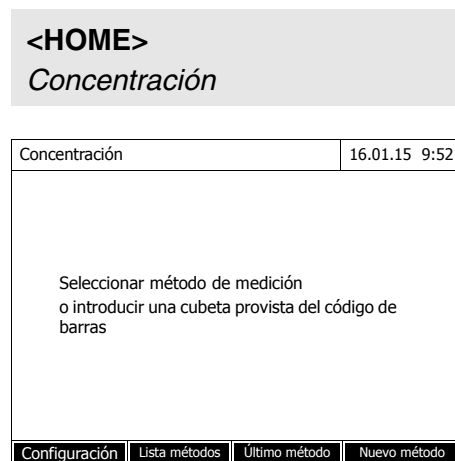 <HOME>
Concentración
Concentración 16.01.15 9:52
Seleccionar método de medición
o introducir una cubeta provista del código de
barras
Configuración Lista métodos Último método Nuevo método